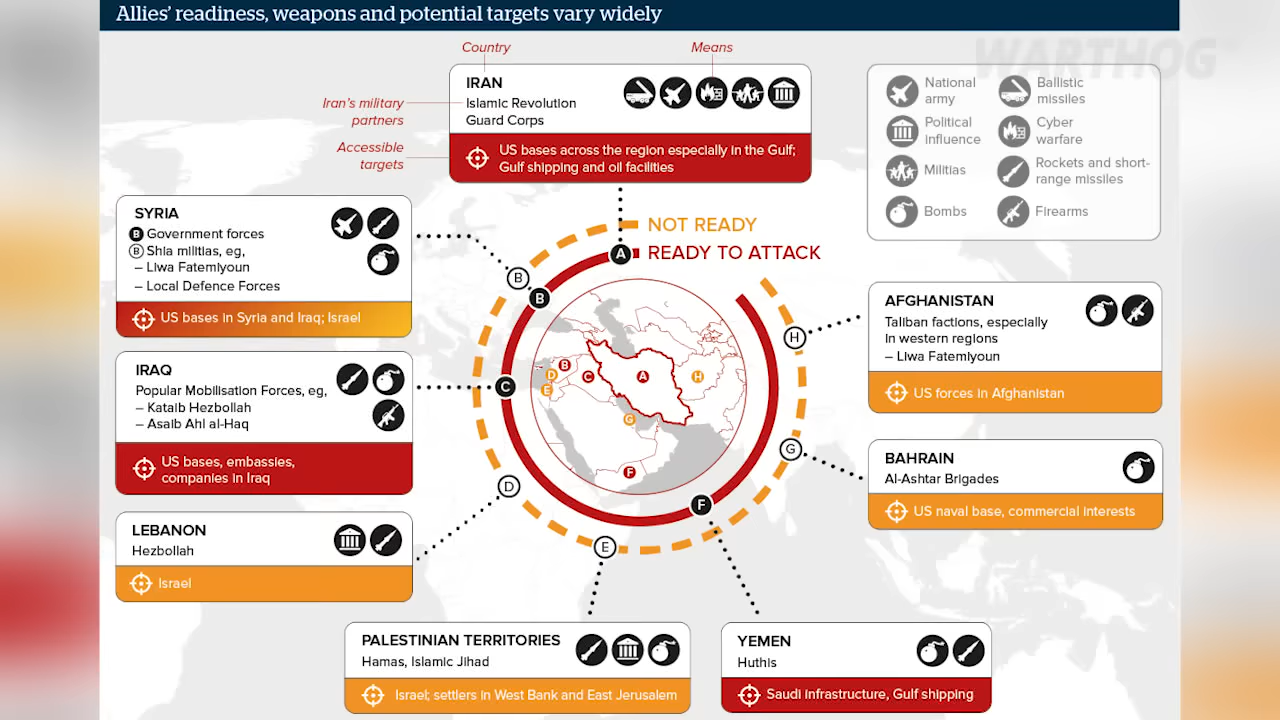 Allies' readiness, weapons and potential targets vary widely
WARTHOG
Country
Means
Iran's military
partners
Accessible
targets
IRAN
Islamic Revolution
Guard Corps
US bases across the region especially in the Gulf;
Gulf shipping and oil facilities
National
army
Ballistic
missiles
Political
influence
Cyber
warfare
Militias
Rockets and short-
range missiles
Bombs
Firearms
SYRIA
B Government forces
B Shia militias, eg,
– Liwa Fatemiyoun
– Local Defence Forces
US bases in Syria and Iraq; Israel
NOT READY
READY TO ATTACK
A
B
B
C
D
E
F
G
H
A
B
C
D
E
F
G
H
IRAQ
Popular Mobilisation Forces, eg,
– Kataib Hezbollah
– Asaib Ahl al-Haq
US bases, embassies,
companies in Iraq
LEBANON
Hezbollah
Israel
AFGHANISTAN
Taliban factions, especially
in western regions
– Liwa Fatemiyoun
US forces in Afghanistan
BAHRAIN
Al-Ashtar Brigades
US naval base, commercial interests
PALESTINIAN TERRITORIES
Hamas, Islamic Jihad
Israel; settlers in West Bank and East Jerusalem
YEMEN
Huthis
Saudi infrastructure, Gulf shipping